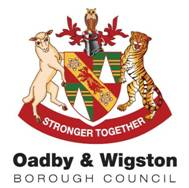 STRONGER TOGETHER
Oadby & Wigston
BOROUGH COUNCIL